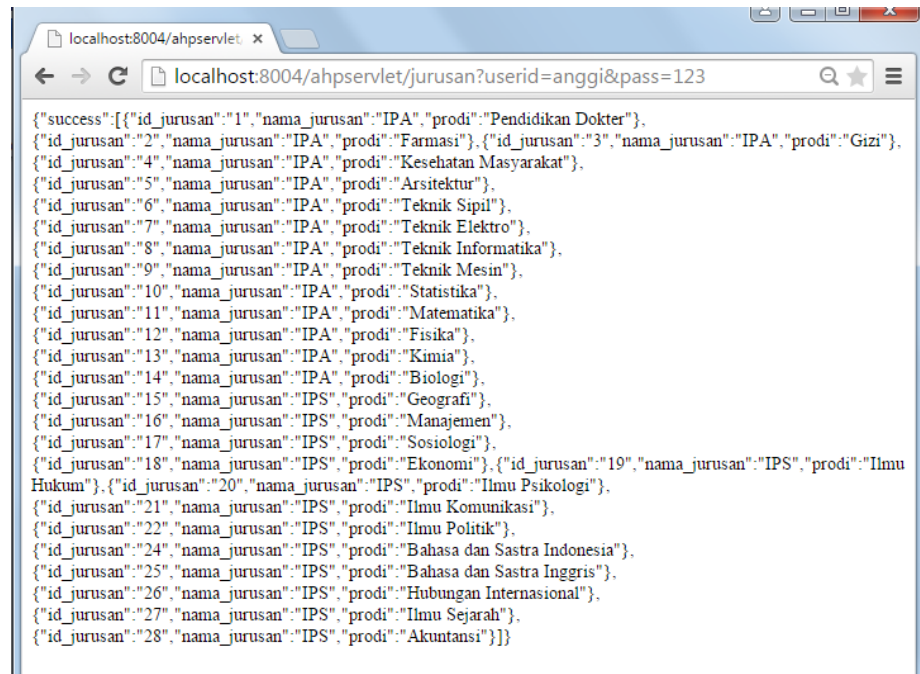 localhost:8004/ahpservlet/
localhost:8004/ahpservlet/jurusan?userid=anggi&pass=123
{"success":[{"id_jurusan":"1","nama_jurusan":"IPA","prodi":"Pendidikan Dokter"},
{"id_jurusan":"2","nama_jurusan":"IPA","prodi":"Farmasi"},{"id_jurusan":"3","nama_jurusan":"IPA","prodi":"Gizi"},
{"id_jurusan":"4","nama_jurusan":"IPA","prodi":"Kesehatan Masyarakat"},
{"id_jurusan":"5","nama_jurusan":"IPA","prodi":"Arsitektur"},
{"id_jurusan":"6","nama_jurusan":"IPA","prodi":"Teknik Sipil"},
{"id_jurusan":"7","nama_jurusan":"IPA","prodi":"Teknik Elektro"},
{"id_jurusan":"8","nama_jurusan":"IPA","prodi":"Teknik Informatika"},
{"id_jurusan":"9","nama_jurusan":"IPA","prodi":"Teknik Mesin"},
{"id_jurusan":"10","nama_jurusan":"IPA","prodi":"Statistika"},
{"id_jurusan":"11","nama_jurusan":"IPA","prodi":"Matematika"},
{"id_jurusan":"12","nama_jurusan":"IPA","prodi":"Fisika"},
{"id_jurusan":"13","nama_jurusan":"IPA","prodi":"Kimia"},
{"id_jurusan":"14","nama_jurusan":"IPA","prodi":"Biologi"},
{"id_jurusan":"15","nama_jurusan":"IPS","prodi":"Geografi"},
{"id_jurusan":"16","nama_jurusan":"IPS","prodi":"Manajemen"},
{"id_jurusan":"17","nama_jurusan":"IPS","prodi":"Sosiologi"},
{"id_jurusan":"18","nama_jurusan":"IPS","prodi":"Ekonomi"},{"id_jurusan":"19","nama_jurusan":"IPS","prodi":"Ilmu
Hukum"},{"id_jurusan":"20","nama_jurusan":"IPS","prodi":"Ilmu Psikologi"},
{"id_jurusan":"21","nama_jurusan":"IPS","prodi":"Ilmu Komunikasi"},
{"id_jurusan":"22","nama_jurusan":"IPS","prodi":"Ilmu Politik"},
{"id_jurusan":"24","nama_jurusan":"IPS","prodi":"Bahasa dan Sastra Indonesia"},
{"id_jurusan":"25","nama_jurusan":"IPS","prodi":"Bahasa dan Sastra Inggris"},
{"id_jurusan":"26","nama_jurusan":"IPS","prodi":"Hubungan Internasional"},
{"id_jurusan":"27","nama_jurusan":"IPS","prodi":"Ilmu Sejarah"},
{"id_jurusan":"28","nama_jurusan":"IPS","prodi":"Akuntansi"}]}